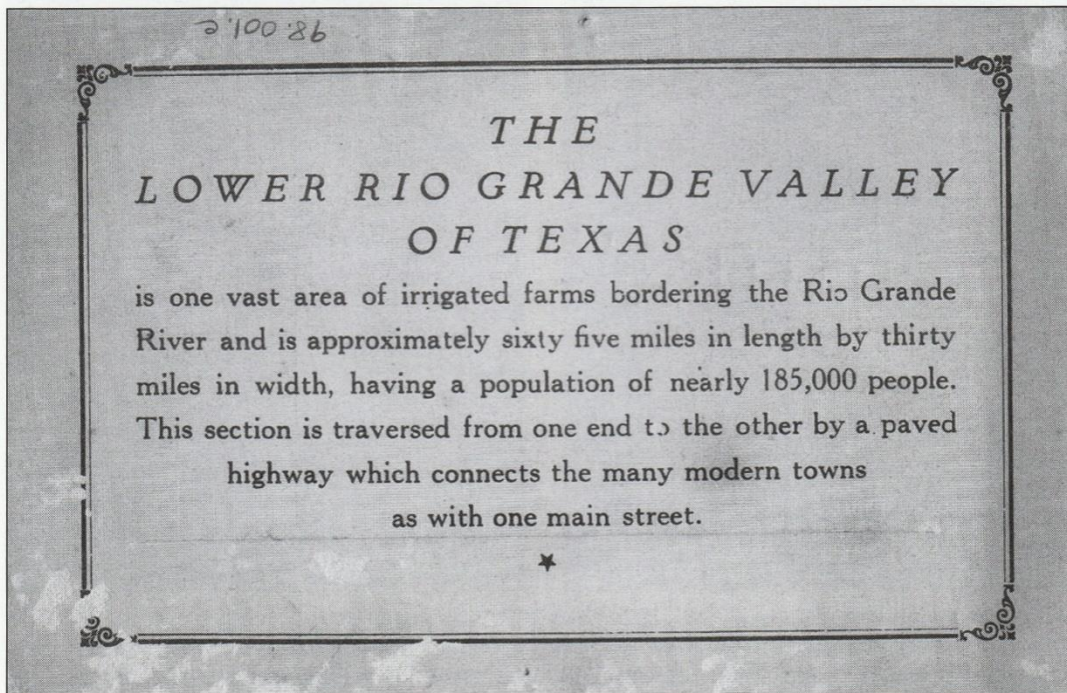 98.001.c
THE
LOWER RIO GRANDE VALLEY
OF TEXAS
is one vast area of irrigated farms bordering the Rio Grande
River and is approximately sixty five miles in length by thirty
miles in width, having a population of nearly 185,000 people.
This section is traversed from one end to the other by a paved
highway which connects the many modern towns
as with one main street.